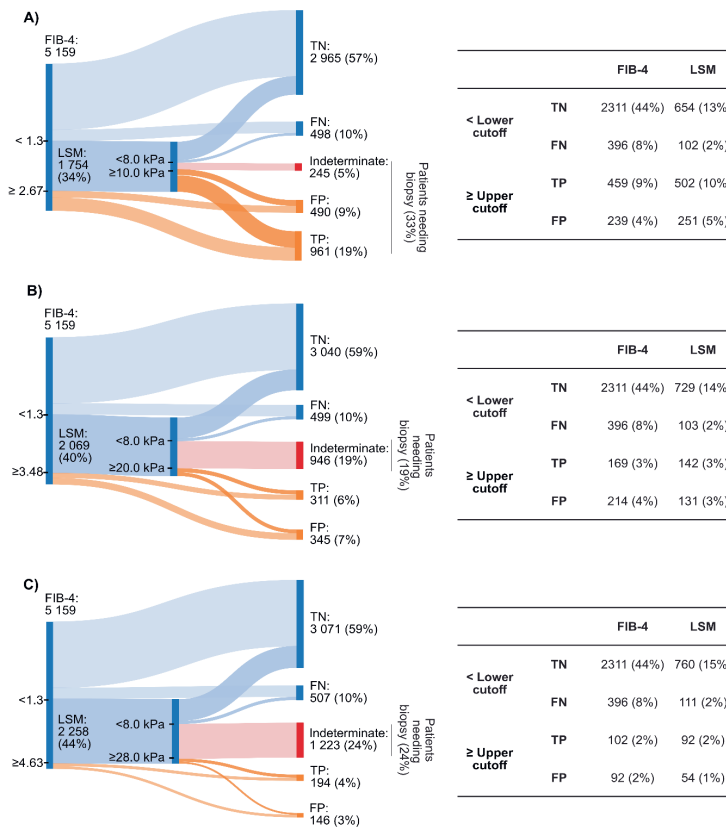 A)
FIB-4:
5 159
< 1.3
≥ 2.67
LSM:
1 754
(34%)
<8.0 kPa
≥10.0 kPa
TN:
2 965 (57%)
FN:
498 (10%)
Indeterminate:
245 (5%)
FP:
490 (9%)
TP:
961 (19%)
Patients needing
biopsy (33%)
FIB-4 LSM
< Lower
cutoff
TN 2311 (44%) 654 (13%)
FN 396 (8%) 102 (2%)
≥ Upper
cutoff
TP 459 (9%) 502 (10%)
FP 239 (4%) 251 (5%)
B)
FIB-4:
5 159
<1.3
≥3.48
LSM:
2 069
(40%)
<8.0 kPa
≥20.0 kPa
TN:
3 040 (59%)
FN:
499 (10%)
Indeterminate:
946 (19%)
TP:
311 (6%)
FP:
345 (7%)
Patients
needing
biopsy (19%)
FIB-4 LSM
< Lower
cutoff
TN 2311 (44%) 729 (14%)
FN 396 (8%) 103 (2%)
≥ Upper
cutoff
TP 169 (3%) 142 (3%)
FP 214 (4%) 131 (3%)
C)
FIB-4:
5 159
<1.3
≥4.63
LSM:
2 258
(44%)
<8.0 kPa
≥28.0 kPa
TN:
3 071 (59%)
FN:
507 (10%)
Indeterminate:
1 223 (24%)
TP:
194 (4%)
FP:
146 (3%)
Patients
needing
biopsy (24%)
FIB-4 LSM
< Lower
cutoff
TN 2311 (44%) 760 (15%)
FN 396 (8%) 111 (2%)
≥ Upper
cutoff
TP 102 (2%) 92 (2%)
FP 92 (2%) 54 (1%)